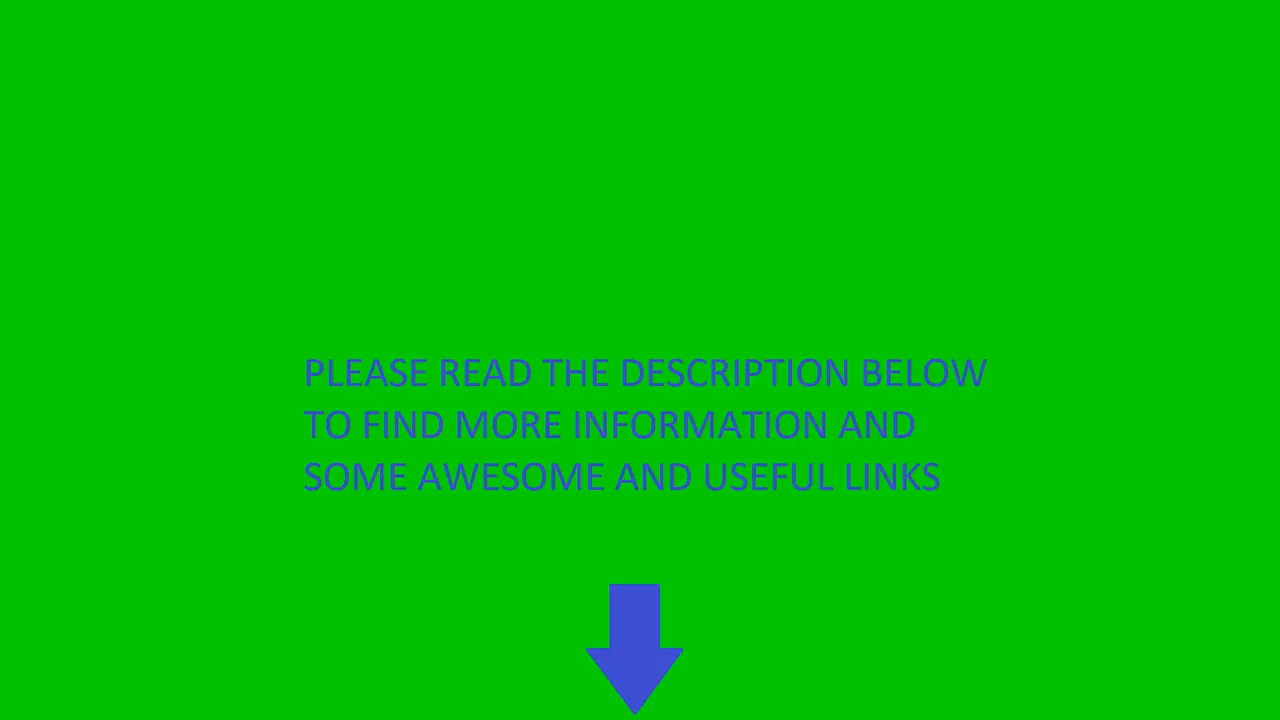 PLEASE READ THE DESCRIPTION BELOW
TO FIND MORE INFORMATION AND
SOME AWESOME AND USEFUL LINKS